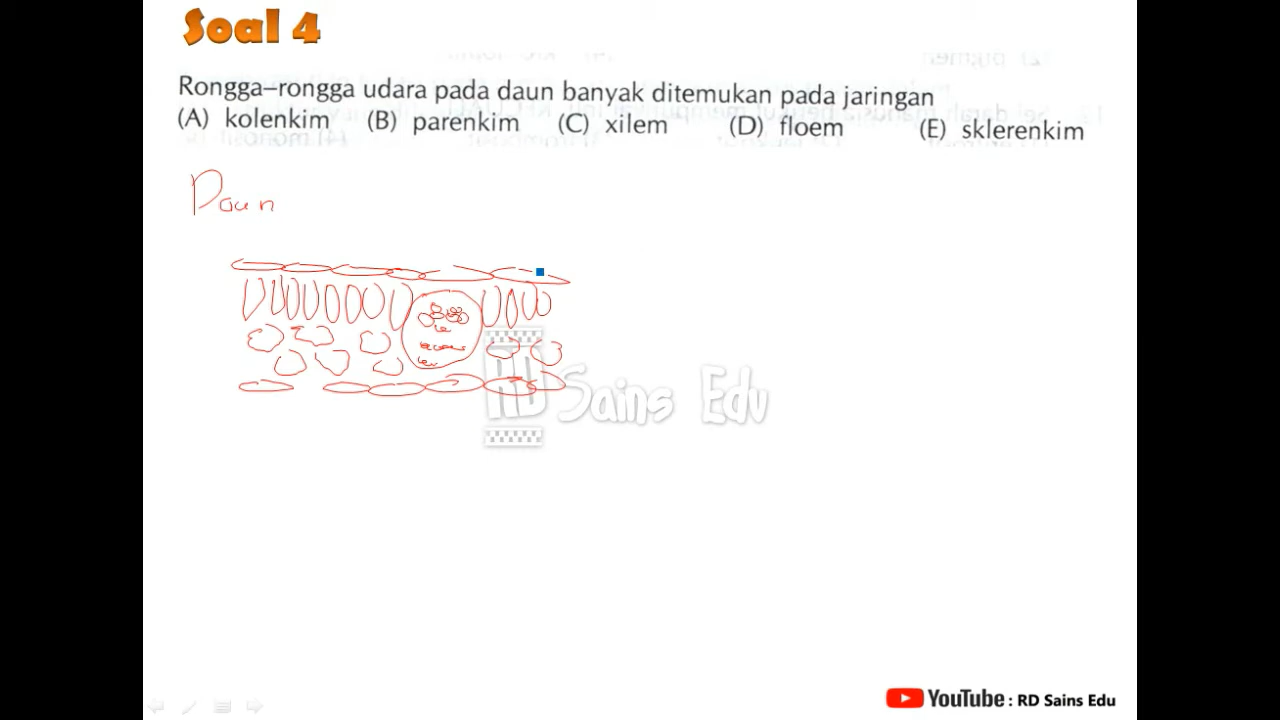 Soal 4
Rongga–rongga udara pada daun banyak ditemukan pada jaringan
(A) kolenkim (B) parenkim (C) xilem (D) floem (E) sklerenkim
Daun
RD Sains Edu
YouTube : RD Sains Edu